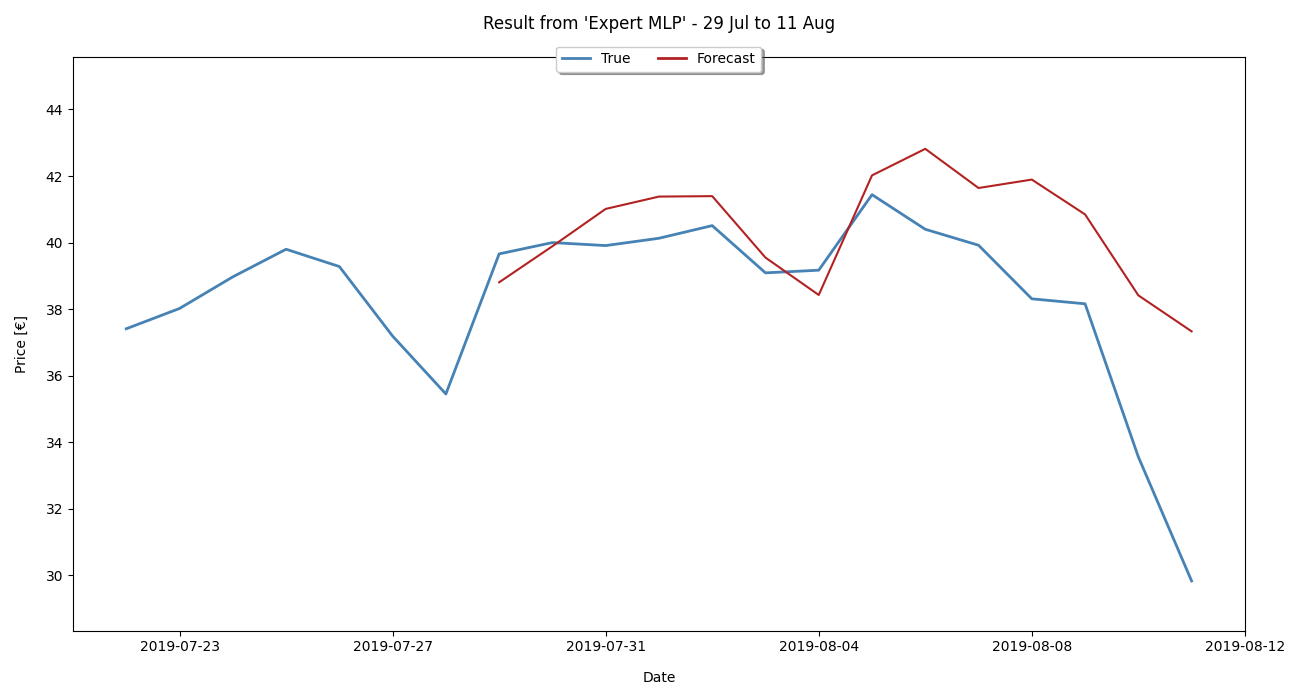 Result from 'Expert MLP' - 29 Jul to 11 Aug
True Forecast
44
42
40
38
36
34
32
30
Price [€]
2019-07-23 2019-07-27 2019-07-31 2019-08-04 2019-08-08 2019-08-12
Date